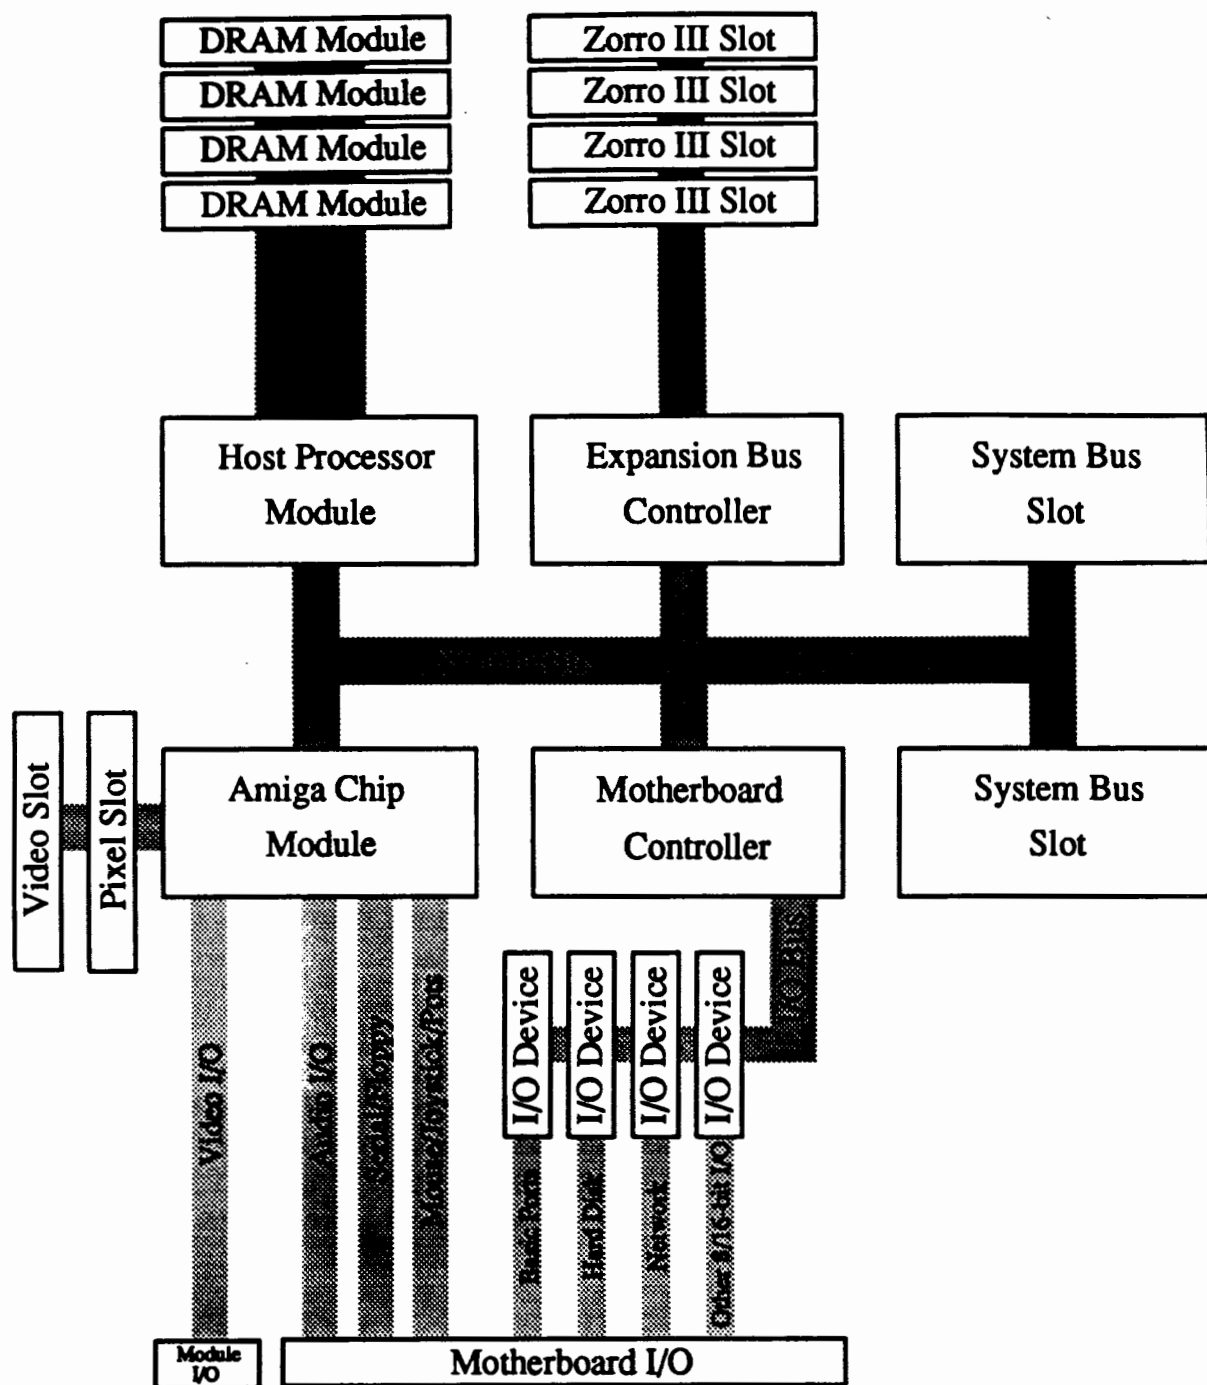 DRAM Module
DRAM Module
DRAM Module
DRAM Module
Zorro III Slot
Zorro III Slot
Zorro III Slot
Zorro III Slot
Host Processor
Module
Expansion Bus
Controller
System Bus
Slot
Video Slot
Pixel Slot
Amiga Chip
Module
Motherboard
Controller
System Bus
Slot
I/O Bus
I/O Device
I/O Device
I/O Device
I/O Device
Video I/O
Audio I/O
Serial/Floppy
Mouse/Joystick/Pots
Basic Ports
Hard Disk
Network
Other 8/16-bit I/O
Module
I/O
Motherboard I/O